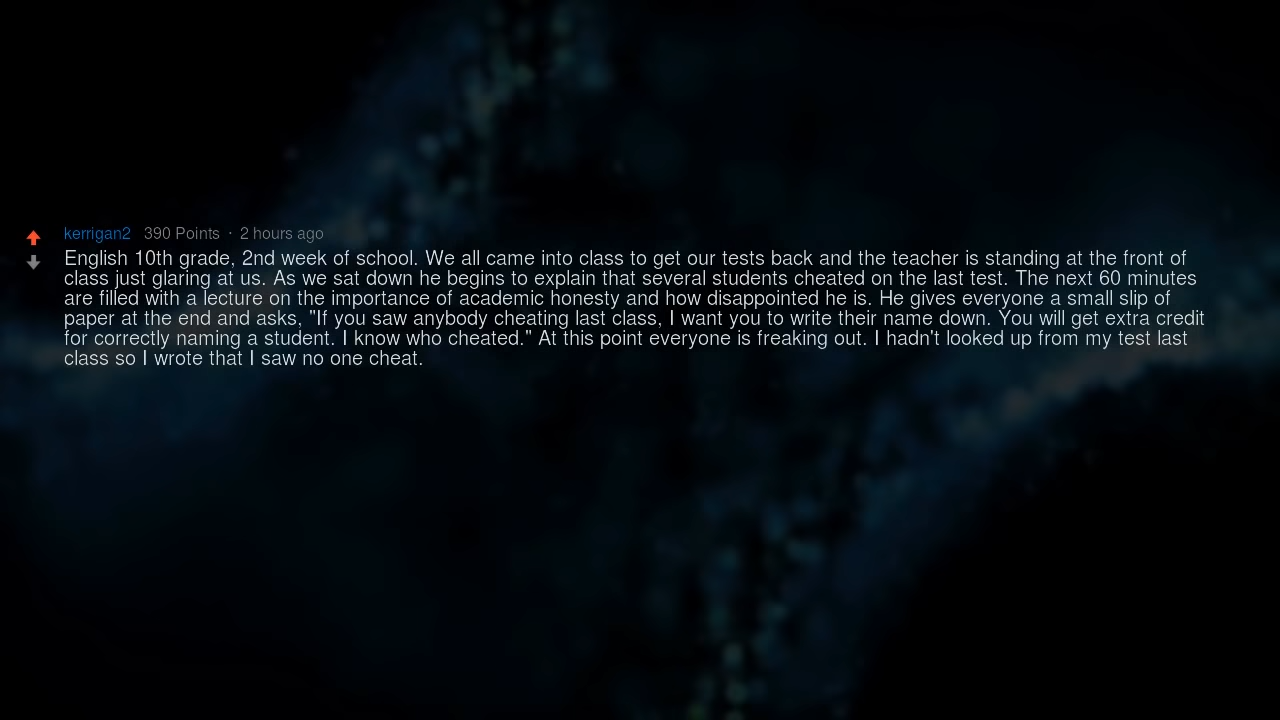 kerrigan2 390 Points · 2 hours ago
English 10th grade, 2nd week of school. We all came into class to get our tests back and the teacher is standing at the front of
class just glaring at us. As we sat down he begins to explain that several students cheated on the last test. The next 60 minutes
are filled with a lecture on the importance of academic honesty and how disappointed he is. He gives everyone a small slip of
paper at the end and asks, "If you saw anybody cheating last class, I want you to write their name down. You will get extra credit
for correctly naming a student. I know who cheated." At this point everyone is freaking out. I hadn't looked up from my test last
class so I wrote that I saw no one cheat.